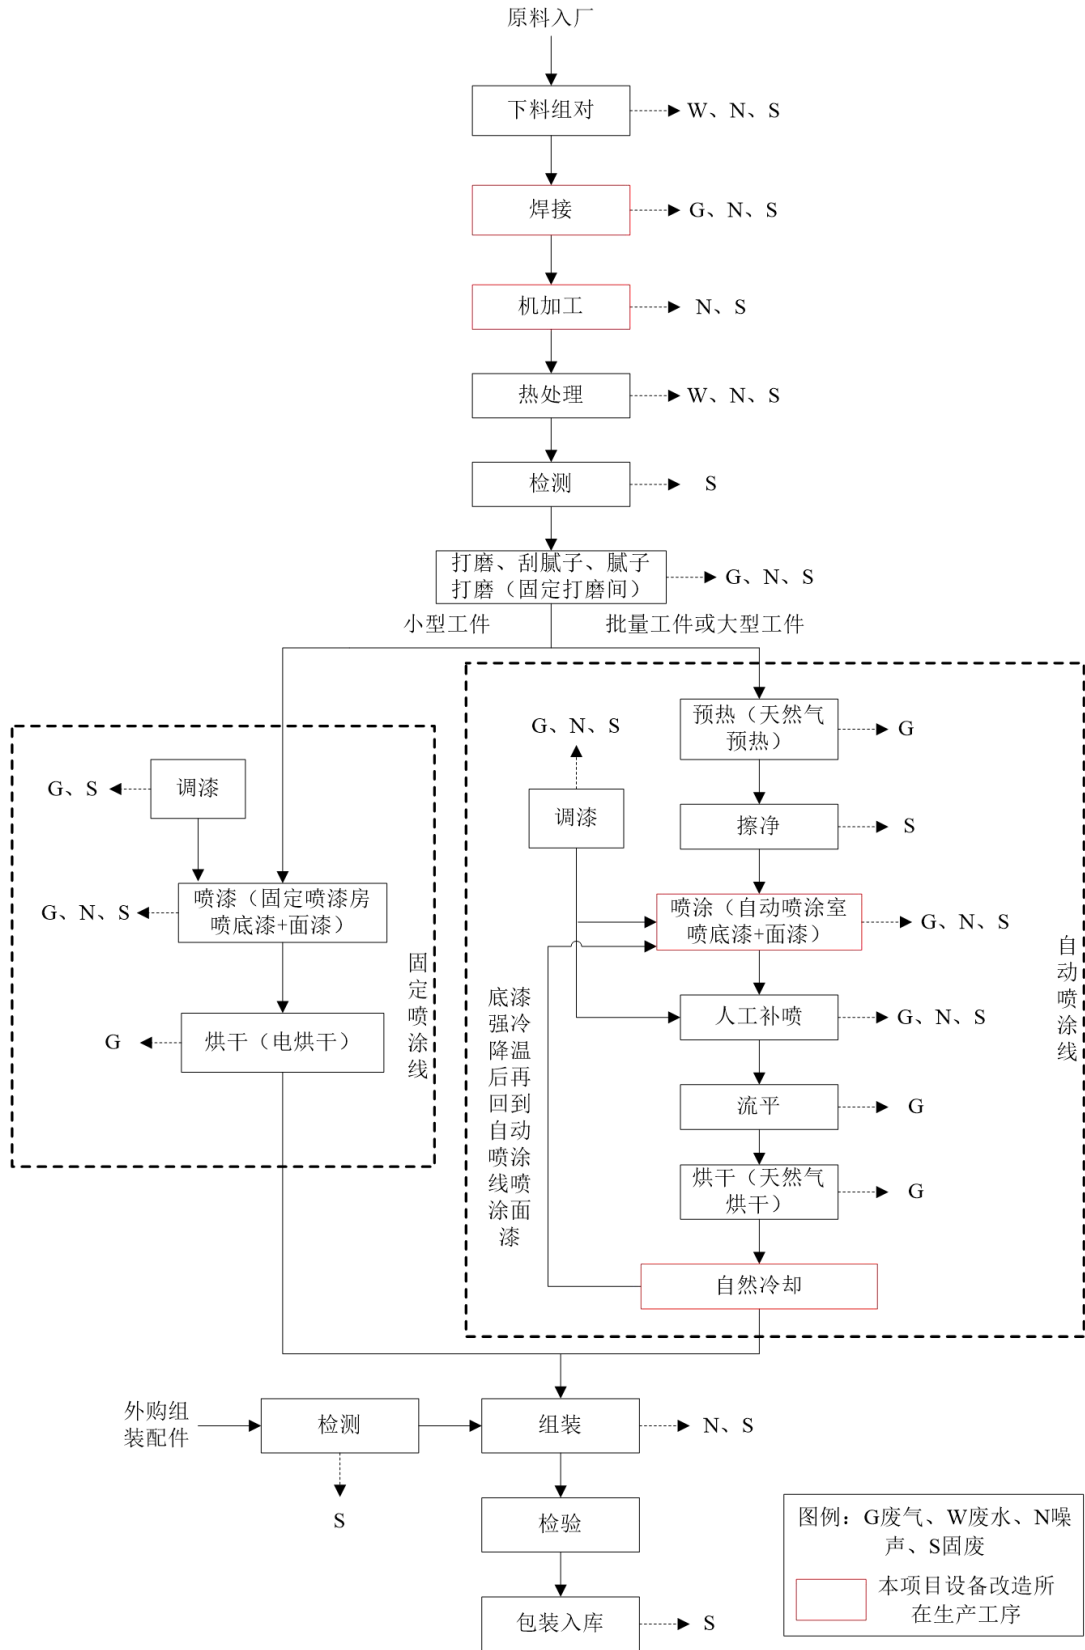 原料入厂
下料组对
W、N、S
焊接
G、N、S
机加工
N、S
热处理
W、N、S
检测
S
打磨、刮腻子、腻子
打磨（固定打磨间）
G、N、S
小型工件
批量工件或大型工件
预热（天然气
预热）
G
G、N、S
调漆
G、S
调漆
擦净
S
喷漆（固定喷漆房
喷底漆+面漆）
G、N、S
喷涂（自动喷涂室
喷底漆+面漆）
G、N、S
固
定
喷
涂
线
自
动
喷
涂
线
底漆
强冷
降温
后再
回到
自动
喷涂
线喷
涂面
漆
人工补喷
G、N、S
烘干（电烘干）
G
流平
G
烘干（天然气
烘干）
G
自然冷却
外购组
装配件
检测
S
组装
N、S
检验
包装入库
S
图例：G废气、W废水、N噪
声、S固废
本项目设备改造所
在生产工序